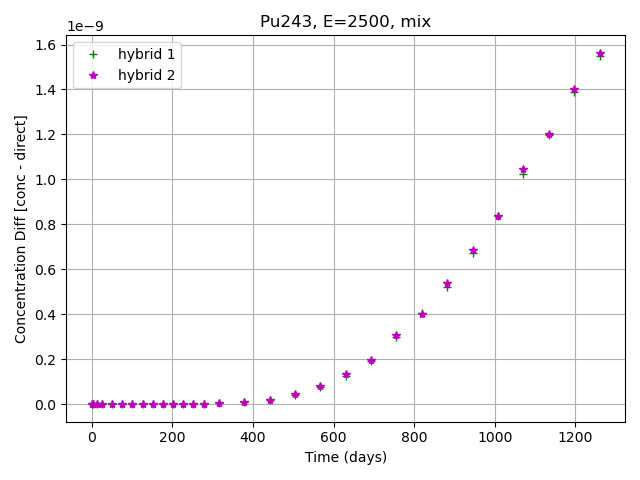 Pu243, E=2500, mix
1e−9
hybrid 1
hybrid 2
1.6
1.4
1.2
1.0
0.8
0.6
0.4
0.2
0.0
Concentration Diff [conc - direct]
0 200 400 600 800 1000 1200
Time (days)